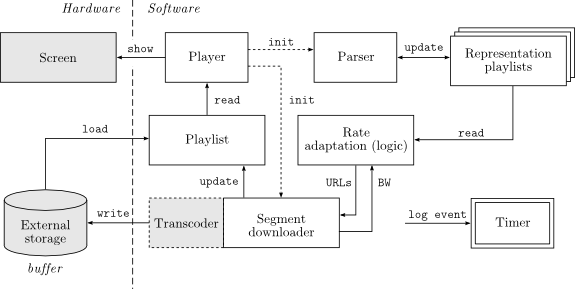 Hardware
Software
Screen
show
Player
init
Parser
update
Representation
playlists
read
init
load
Playlist
Rate
adaptation (logic)
read
update
URLs
BW
External
storage
write
Transcoder
Segment
downloader
log event
Timer
buffer